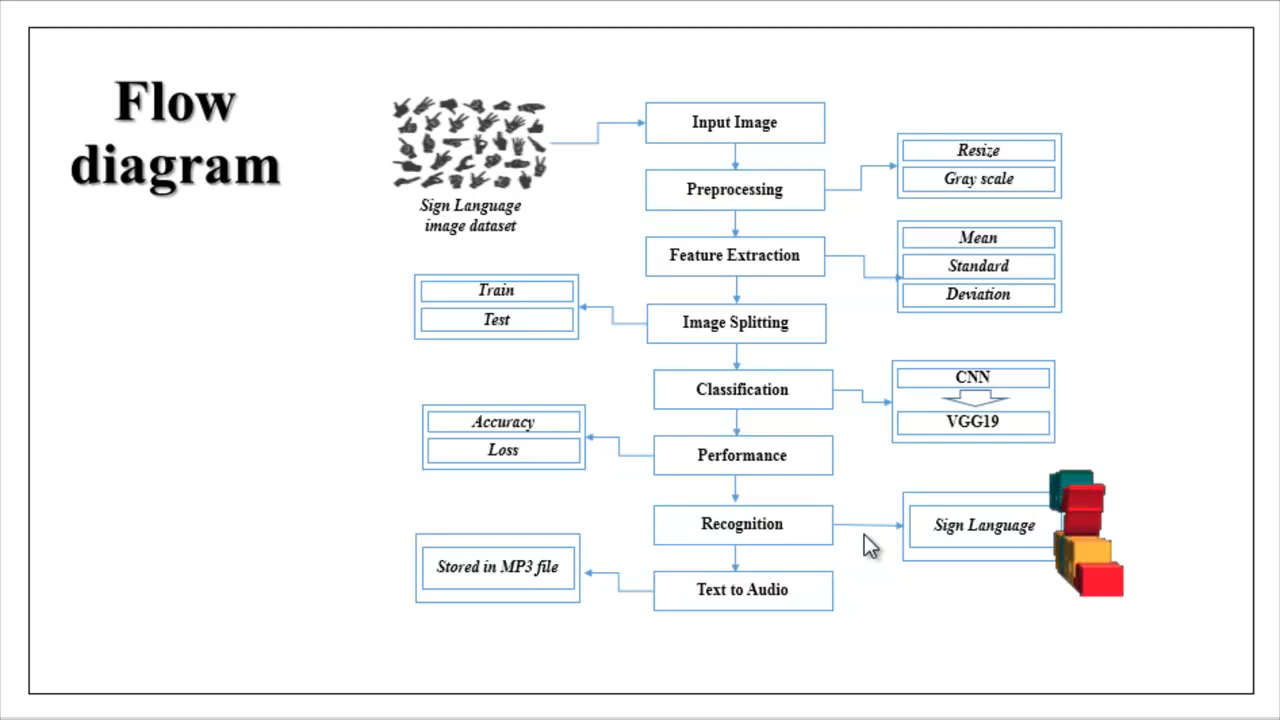 Flow
diagram
Sign Language
image dataset
Input Image
Preprocessing
Resize
Gray scale
Feature Extraction
Mean
Standard
Deviation
Image Splitting
Train
Test
Classification
CNN
VGG19
Performance
Accuracy
Loss
Recognition
Sign Language
Text to Audio
Stored in MP3 file